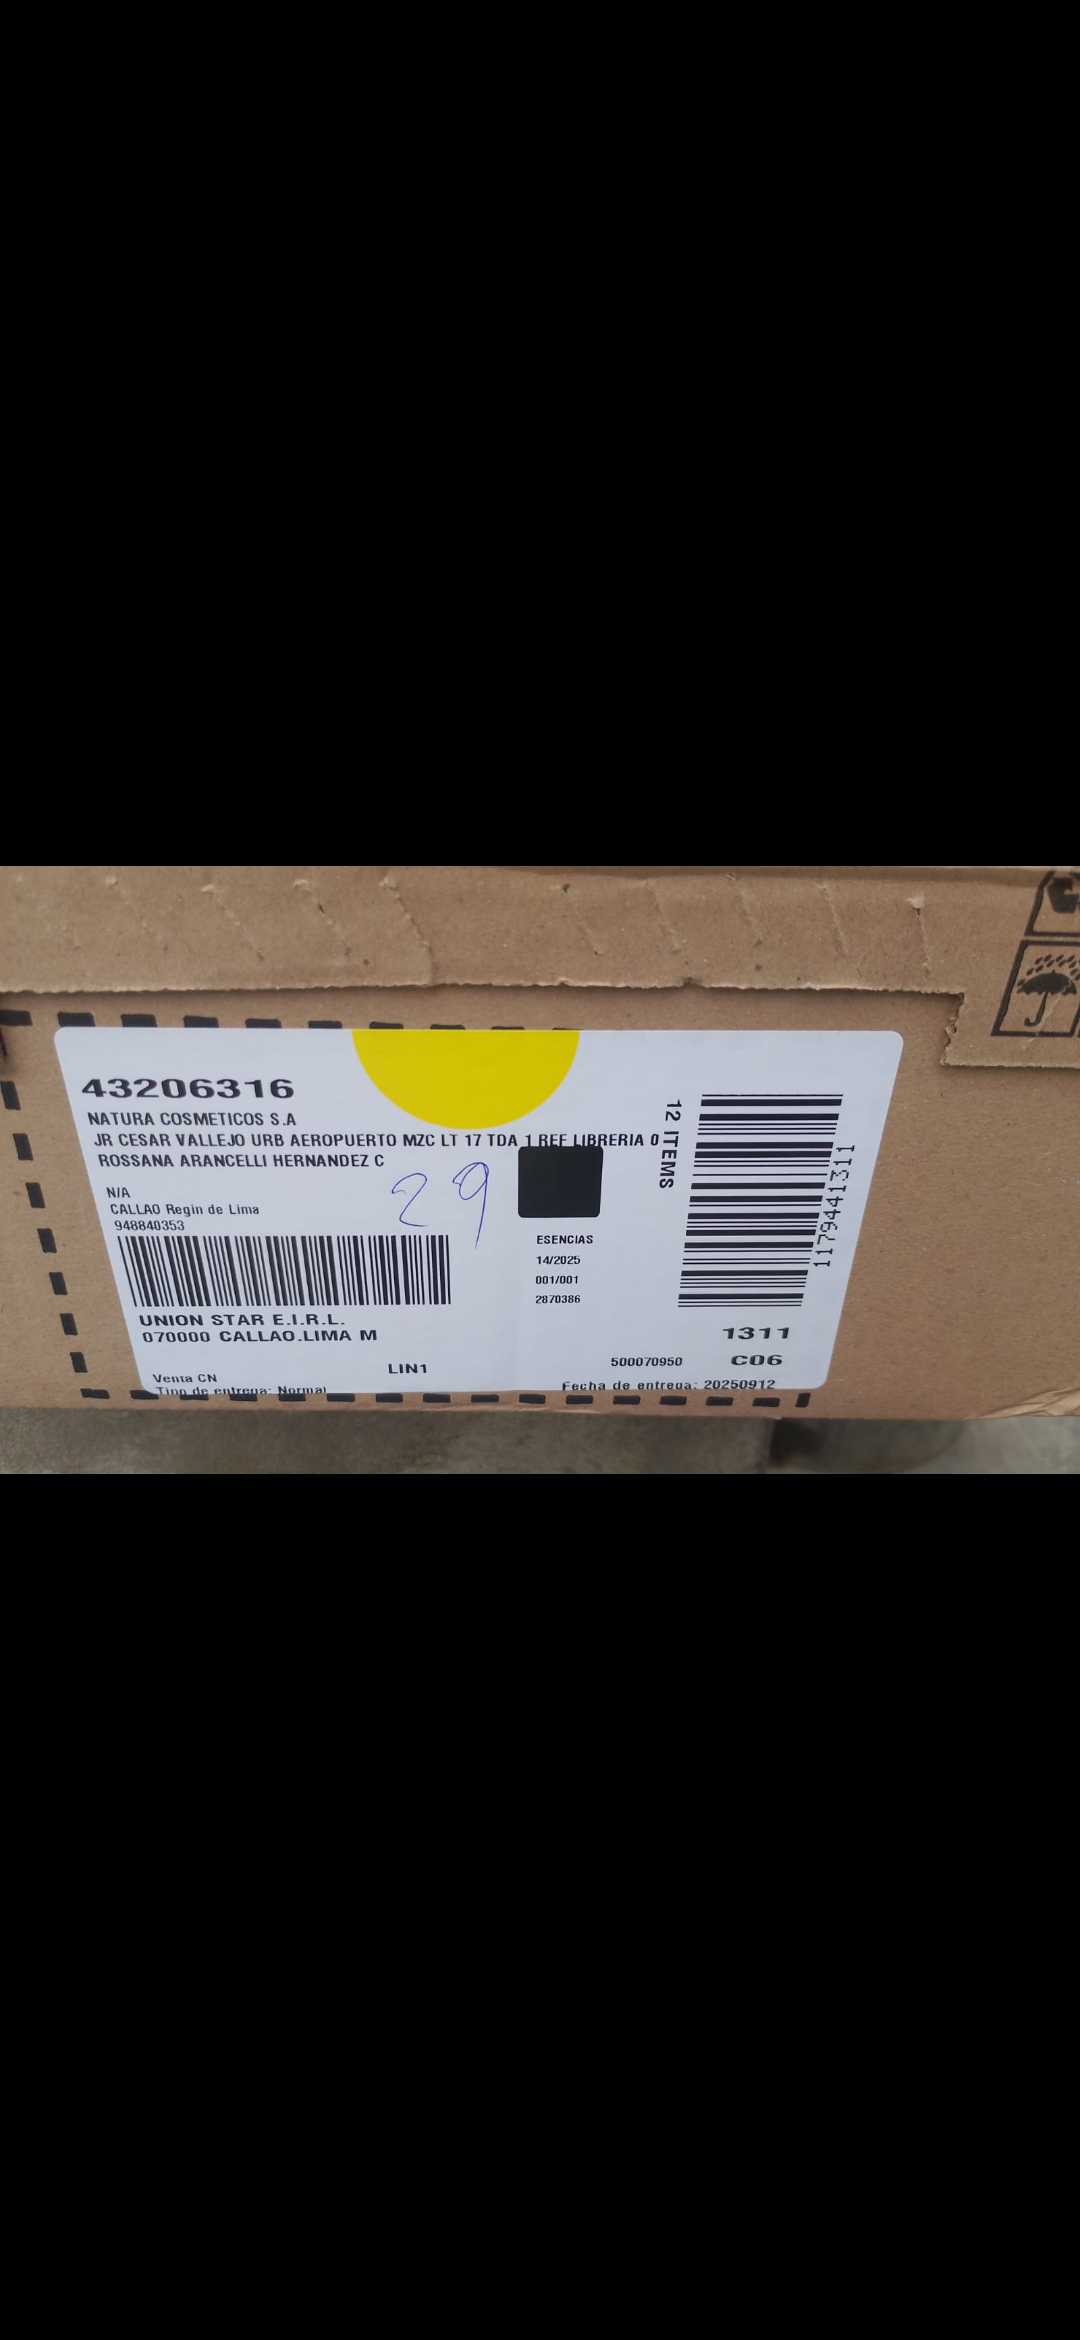 43206316
NATURA COSMETICOS S.A
JR CESAR VALLEJO URB AEROPUERTO MZC LT 17 TDA 1 REF LIBRERIA 0
ROSSANA ARANCELLI HERNANDEZ C
29
N/A
CALLAO Regin de Lima
948840353
UNION STAR E.I.R.L.
070000 CALLAO.LIMA M
LIN1
Venta CN
Tipo de entrega: Normal
ESENCIAS
14/2025
001/001
2870386
12 ITEMS
1179441311
1311
500070950 C06
Fecha de entrega: 20250912